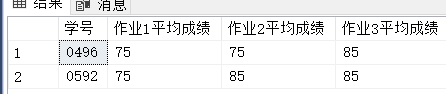 结果 消息
学号 作业1平均成绩 作业2平均成绩 作业3平均成绩
1 0496 75 75 85
2 0592 75 85 85